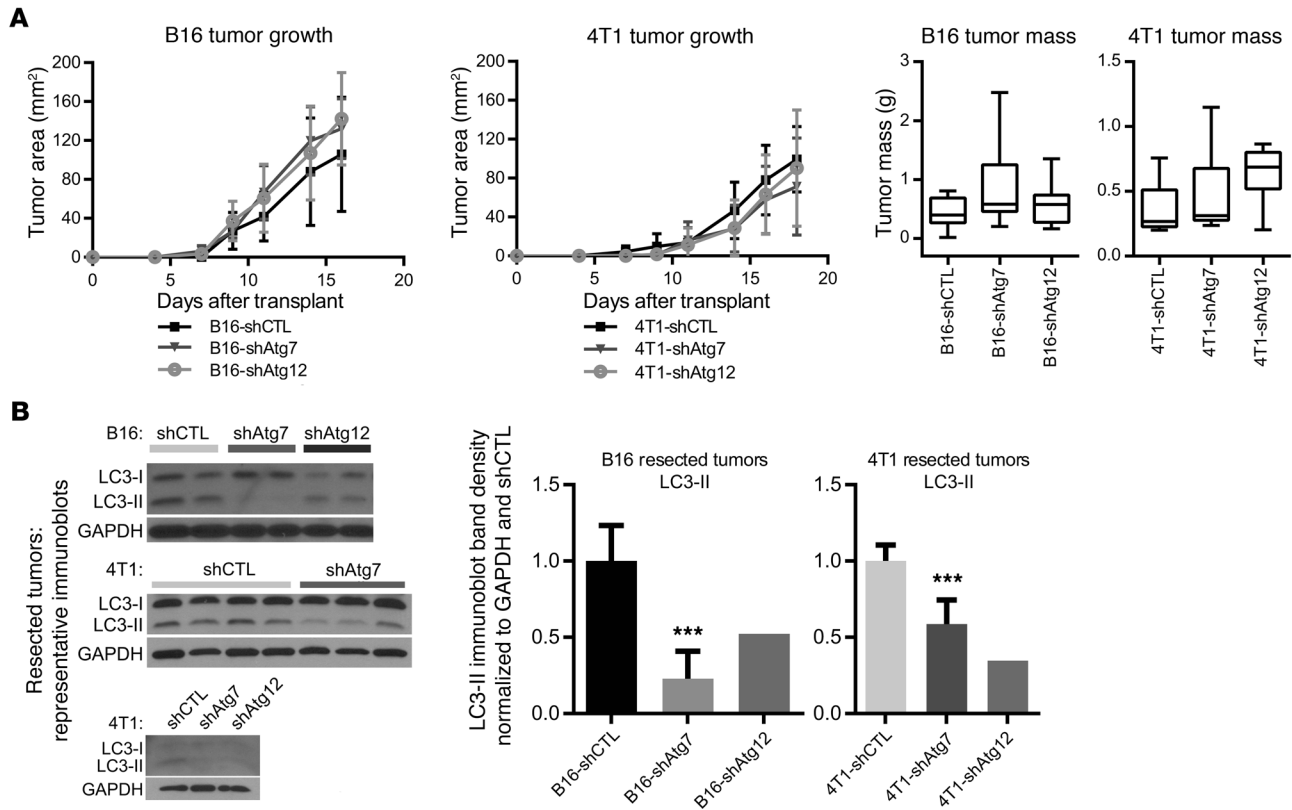 A
B16 tumor growth
Tumor area (mm²)
200
160
120
80
40
0
0
5
10
15
20
Days after transplant
B16-shCTL
B16-shAtg7
B16-shAtg12
4T1 tumor growth
Tumor area (mm²)
200
160
120
80
40
0
0
5
10
15
20
Days after transplant
4T1-shCTL
4T1-shAtg7
4T1-shAtg12
B16 tumor mass
Tumor mass (g)
3
2
1
0
B16-shCTL
B16-shAtg7
B16-shAtg12
4T1 tumor mass
1.5
1.0
0.5
0.0
4T1-shCTL
4T1-shAtg7
4T1-shAtg12
B
Resected tumors:
representative immunoblots
B16: shCTL shAtg7 shAtg12
LC3-I
LC3-II
GAPDH
4T1: shCTL shAtg7
LC3-I
LC3-II
GAPDH
4T1: shCTL shAtg7 shAtg12
LC3-I
LC3-II
GAPDH
LC3-II immunoblot band density
normalized to GAPDH and shCTL
B16 resected tumors
LC3-II
1.5
1.0
0.5
0.0
***
B16-shCTL
B16-shAtg7
B16-shAtg12
4T1 resected tumors
LC3-II
1.5
1.0
0.5
0.0
***
4T1-shCTL
4T1-shAtg7
4T1-shAtg12